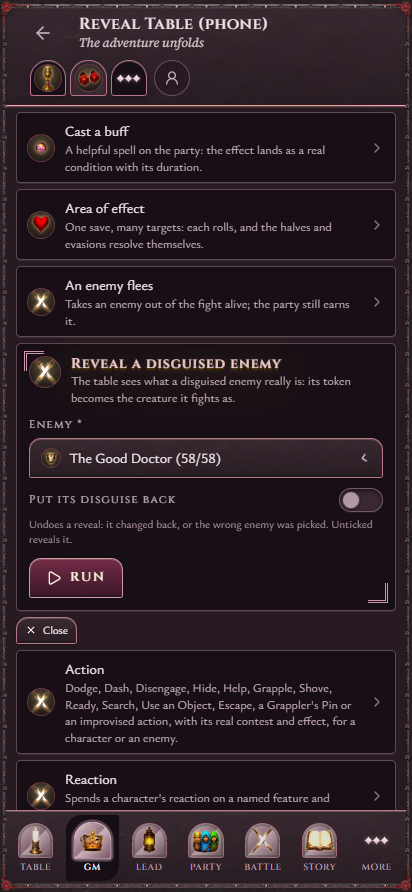 Reveal Table (phone)
The adventure unfolds
Cast a buff
A helpful spell on the party: the effect lands as a real
condition with its duration.
Area of effect
One save, many targets: each rolls, and the halves and
evasions resolve themselves.
An enemy flees
Takes an enemy out of the fight alive; the party still earns
it.
Reveal a disguised enemy
The table sees what a disguised enemy really is: its token
becomes the creature it fights as.
Enemy *
The Good Doctor (58/58)
Put its disguise back
Undoes a reveal: it changed back, or the wrong enemy was picked. Unticked
reveals it.
Run
Close
Action
Dodge, Dash, Disengage, Hide, Help, Grapple, Shove,
Ready, Search, Use an Object, Escape, a Grappler's Pin or
an improvised action, with its real contest and effect, for a
character or an enemy.
Reaction
Spends a character's reaction on a named feature and
Table GM Lead Party Battle Story More